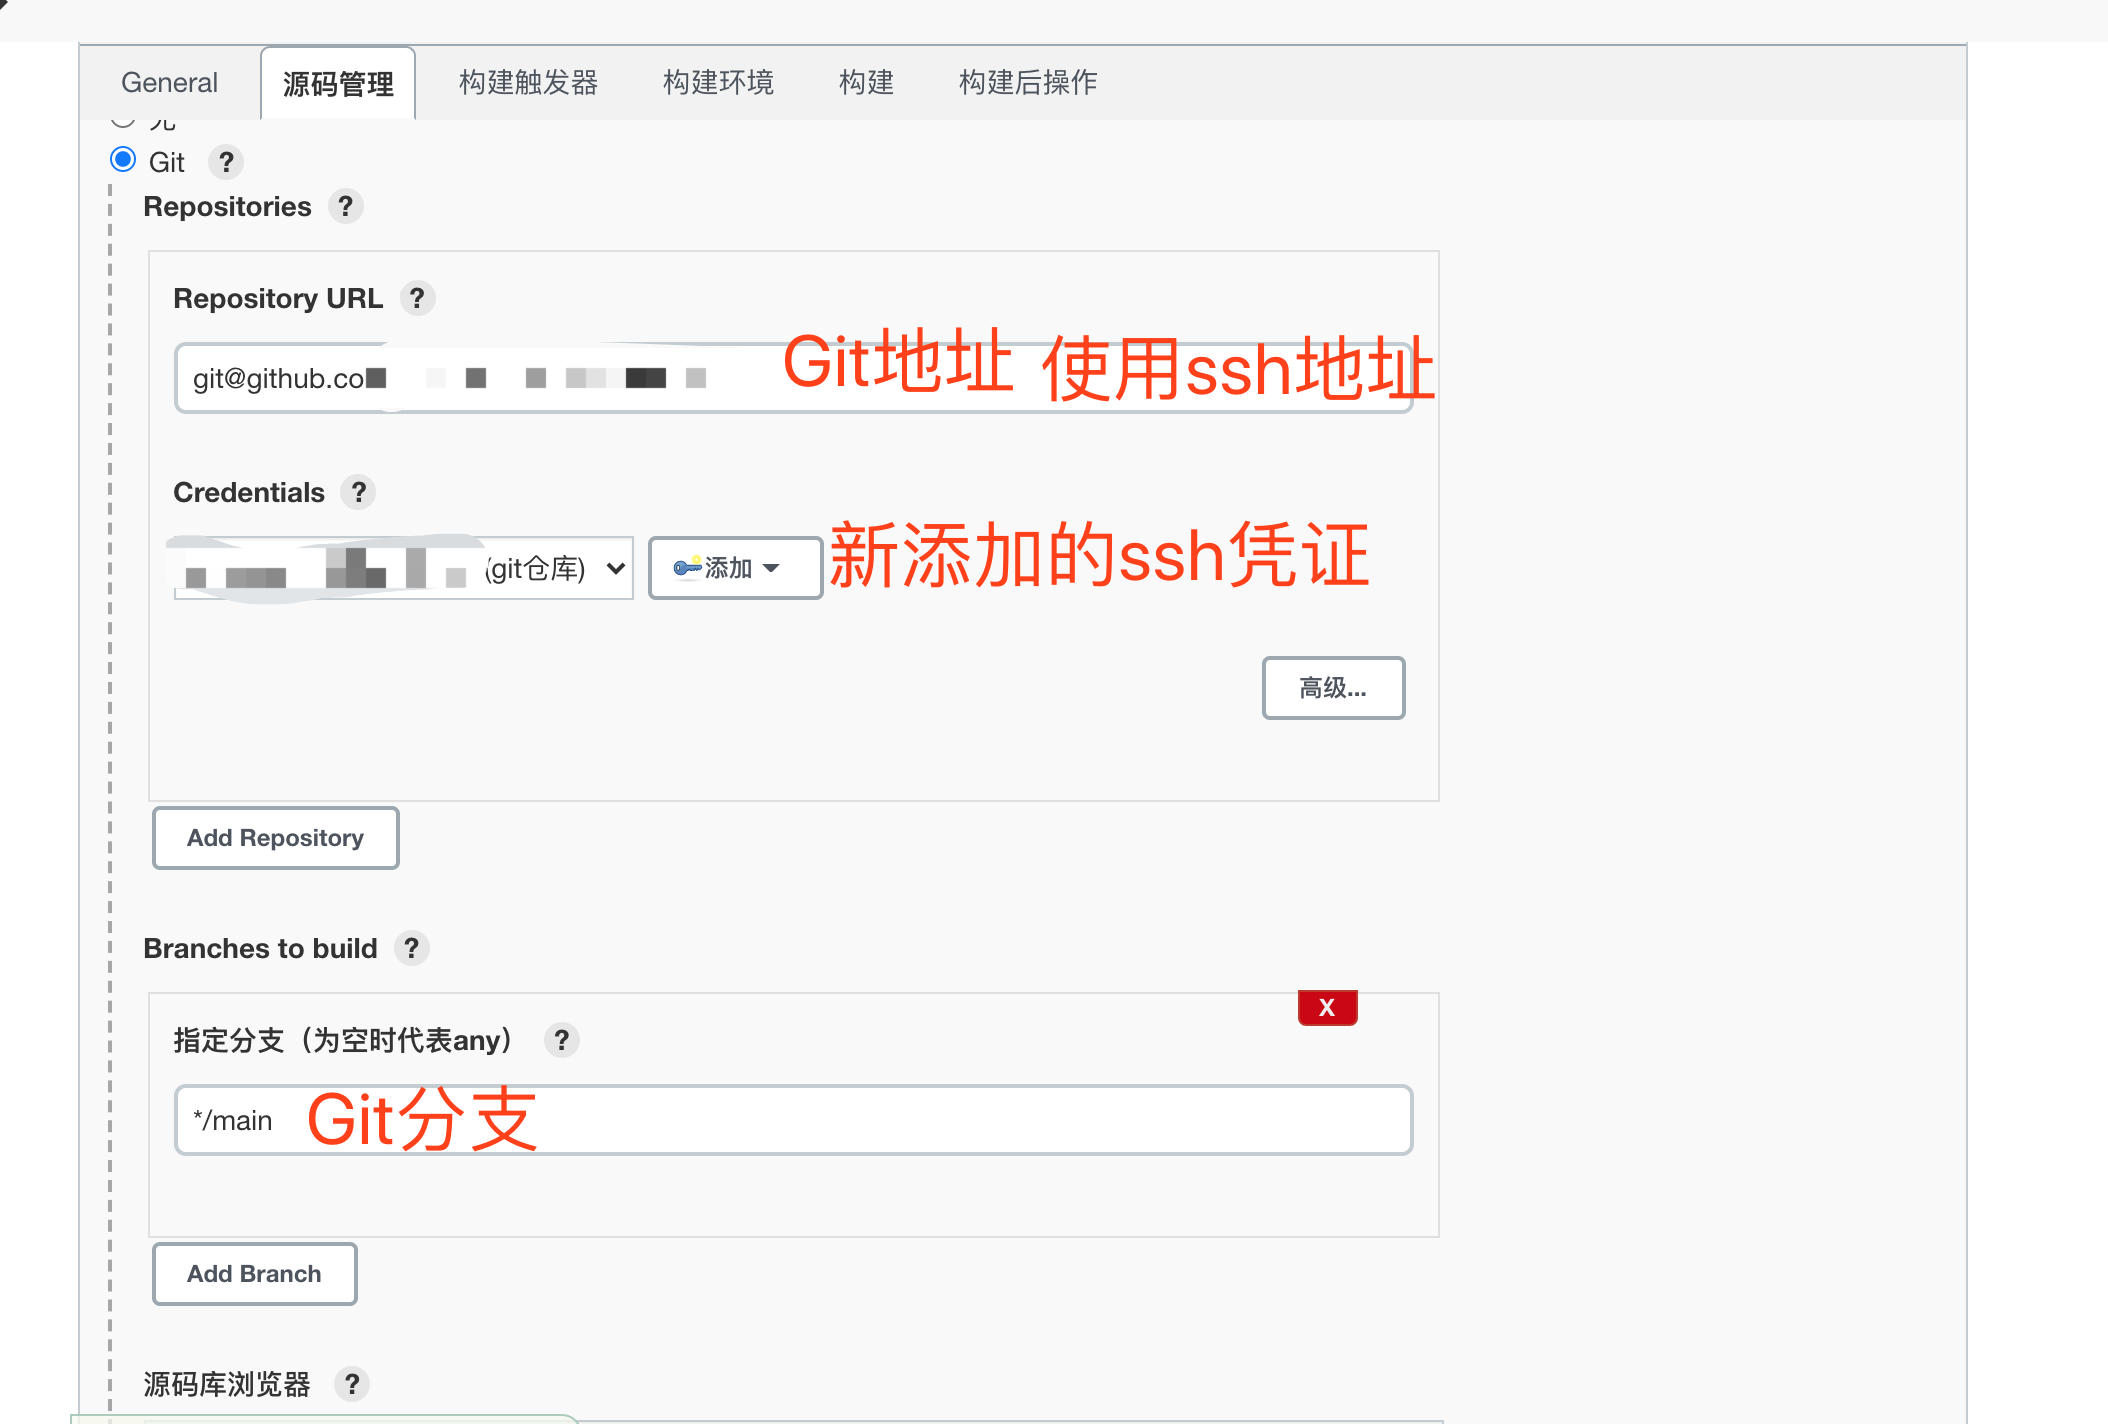 General 源码管理 构建触发器 构建环境 构建 构建后操作
无
Git ?
Repositories ?
Repository URL ?
git@github.co
Git地址 使用ssh地址
Credentials ?
(git仓库) 添加
新添加的ssh凭证
高级...
Add Repository
Branches to build ?
X
指定分支（为空时代表any） ?
*/main Git分支
Add Branch
源码库浏览器 ?